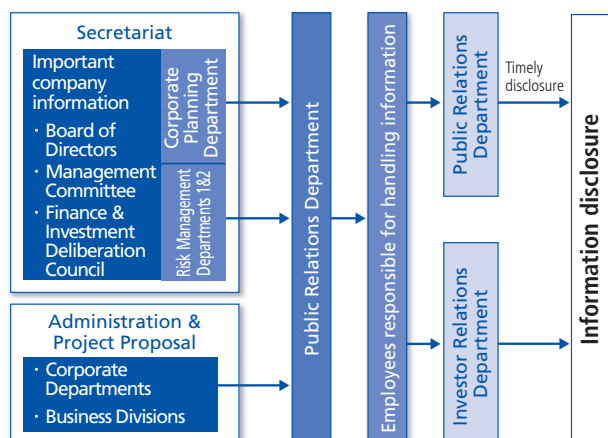 Secretariat
Important
company
information
· Board of
Directors
· Management
Committee
· Finance &
Investment
Deliberation
Council
Corporate
Planning
Department
Risk Management
Departments 1&2
Administration &
Project Proposal
· Corporate
Departments
· Business Divisions
Public Relations Department
Employees responsible for handling information
Public Relations
Department
Timely
disclosure
Investor Relations
Department
Information disclosure